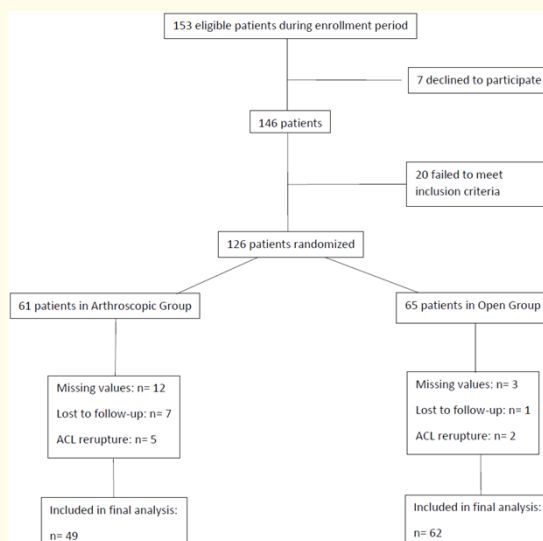 153 eligible patients during enrollment period
7 declined to participate
146 patients
20 failed to meet
inclusion criteria
126 patients randomized
61 patients in Arthroscopic Group
65 patients in Open Group
Missing values: n= 12
Lost to follow-up: n= 7
ACL rerupture: n= 5
Missing values: n= 3
Lost to follow-up: n= 1
ACL rerupture: n= 2
Included in final analysis:
n= 49
Included in final analysis:
n= 62